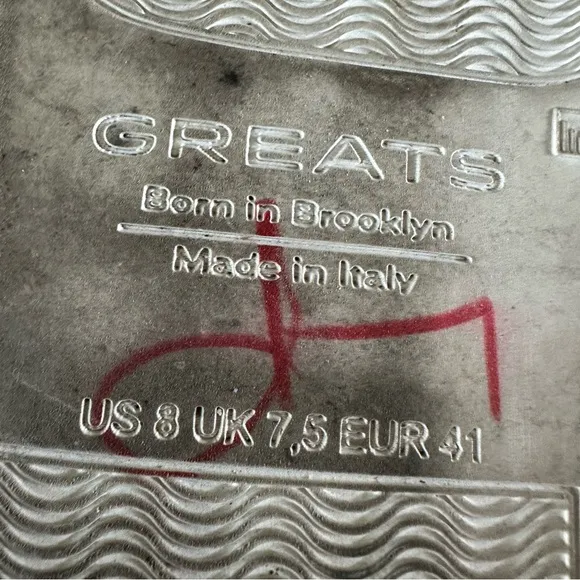 GREATS
Born in Brooklyn
Made in Italy
US 8 UK 7,5 EUR 41